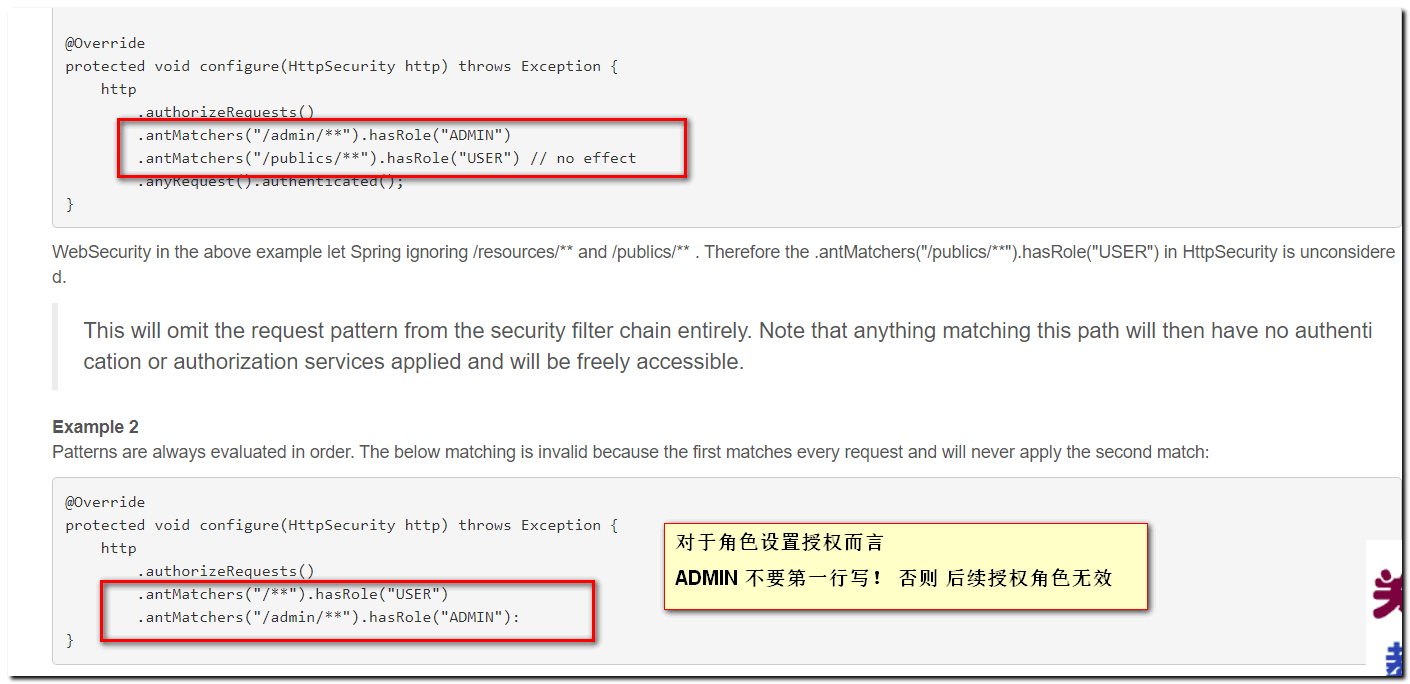 @Override
protected void configure(HttpSecurity http) throws Exception {
http
.authorizeRequests()
.antMatchers("/admin/**").hasRole("ADMIN")
.antMatchers("/publics/**").hasRole("USER") // no effect
.anyRequest().authenticated();
}
WebSecurity in the above example let Spring ignoring /resources/** and /publics/** . Therefore the .antMatchers("/publics/**").hasRole("USER") in HttpSecurity is unconsidere
d.
This will omit the request pattern from the security filter chain entirely. Note that anything matching this path will then have no authenti
cation or authorization services applied and will be freely accessible.
Example 2
Patterns are always evaluated in order. The below matching is invalid because the first matches every request and will never apply the second match:
@Override
protected void configure(HttpSecurity http) throws Exception {
http
.authorizeRequests()
.antMatchers("/**").hasRole("USER")
.antMatchers("/admin/**").hasRole("ADMIN"):
}
对于角色设置授权而言
ADMIN 不要第一行写！ 否则 后续授权角色无效